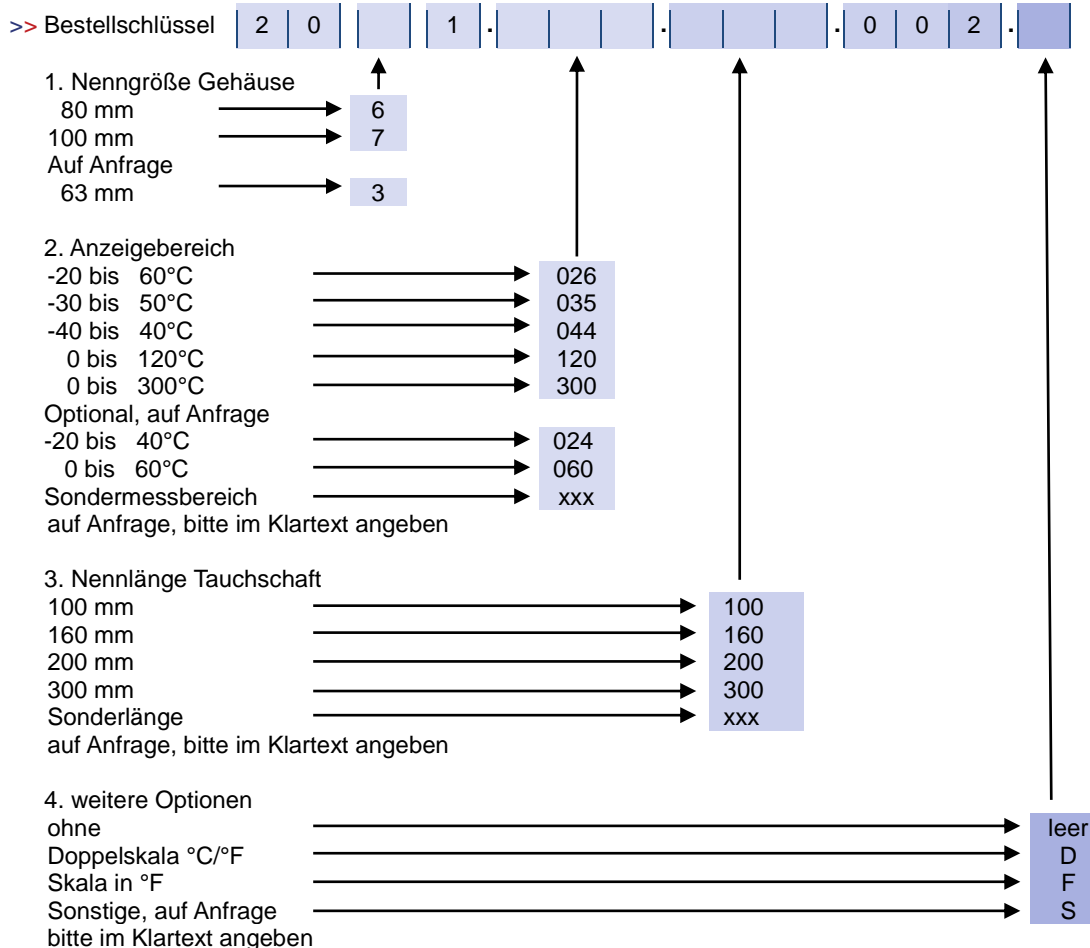 >> Bestellschlüssel 2 0 1 . . . 0 0 2 .
1. Nenngröße Gehäuse
80 mm 6
100 mm 7
Auf Anfrage
63 mm 3
2. Anzeigebereich
-20 bis 60°C 026
-30 bis 50°C 035
-40 bis 40°C 044
0 bis 120°C 120
0 bis 300°C 300
Optional, auf Anfrage
-20 bis 40°C 024
0 bis 60°C 060
Sondermessbereich xxx
auf Anfrage, bitte im Klartext angeben
3. Nennlänge Tauchschaft
100 mm 100
160 mm 160
200 mm 200
300 mm 300
Sonderlänge xxx
auf Anfrage, bitte im Klartext angeben
4. weitere Optionen
ohne leer
Doppelskala °C/°F D
Skala in °F F
Sonstige, auf Anfrage S
bitte im Klartext angeben